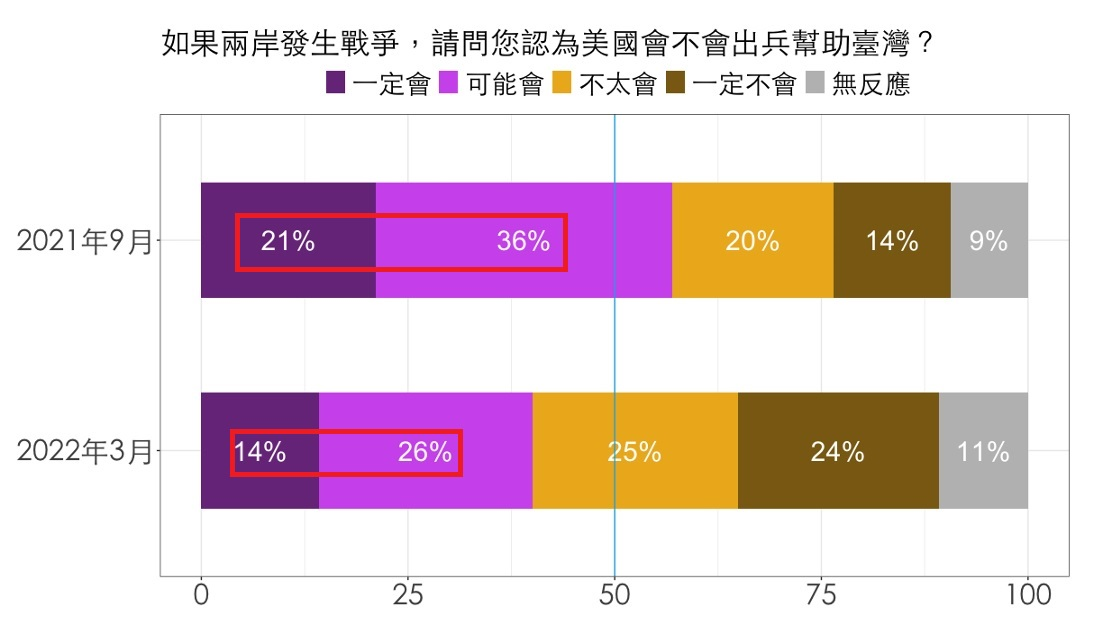 如果兩岸發生戰爭，請問您認為美國會不會出兵幫助臺灣？
一定會 可能會 不太會 一定不會 無反應
2021年9月 21% 36% 20% 14% 9%
2022年3月 14% 26% 25% 24% 11%
0 25 50 75 100